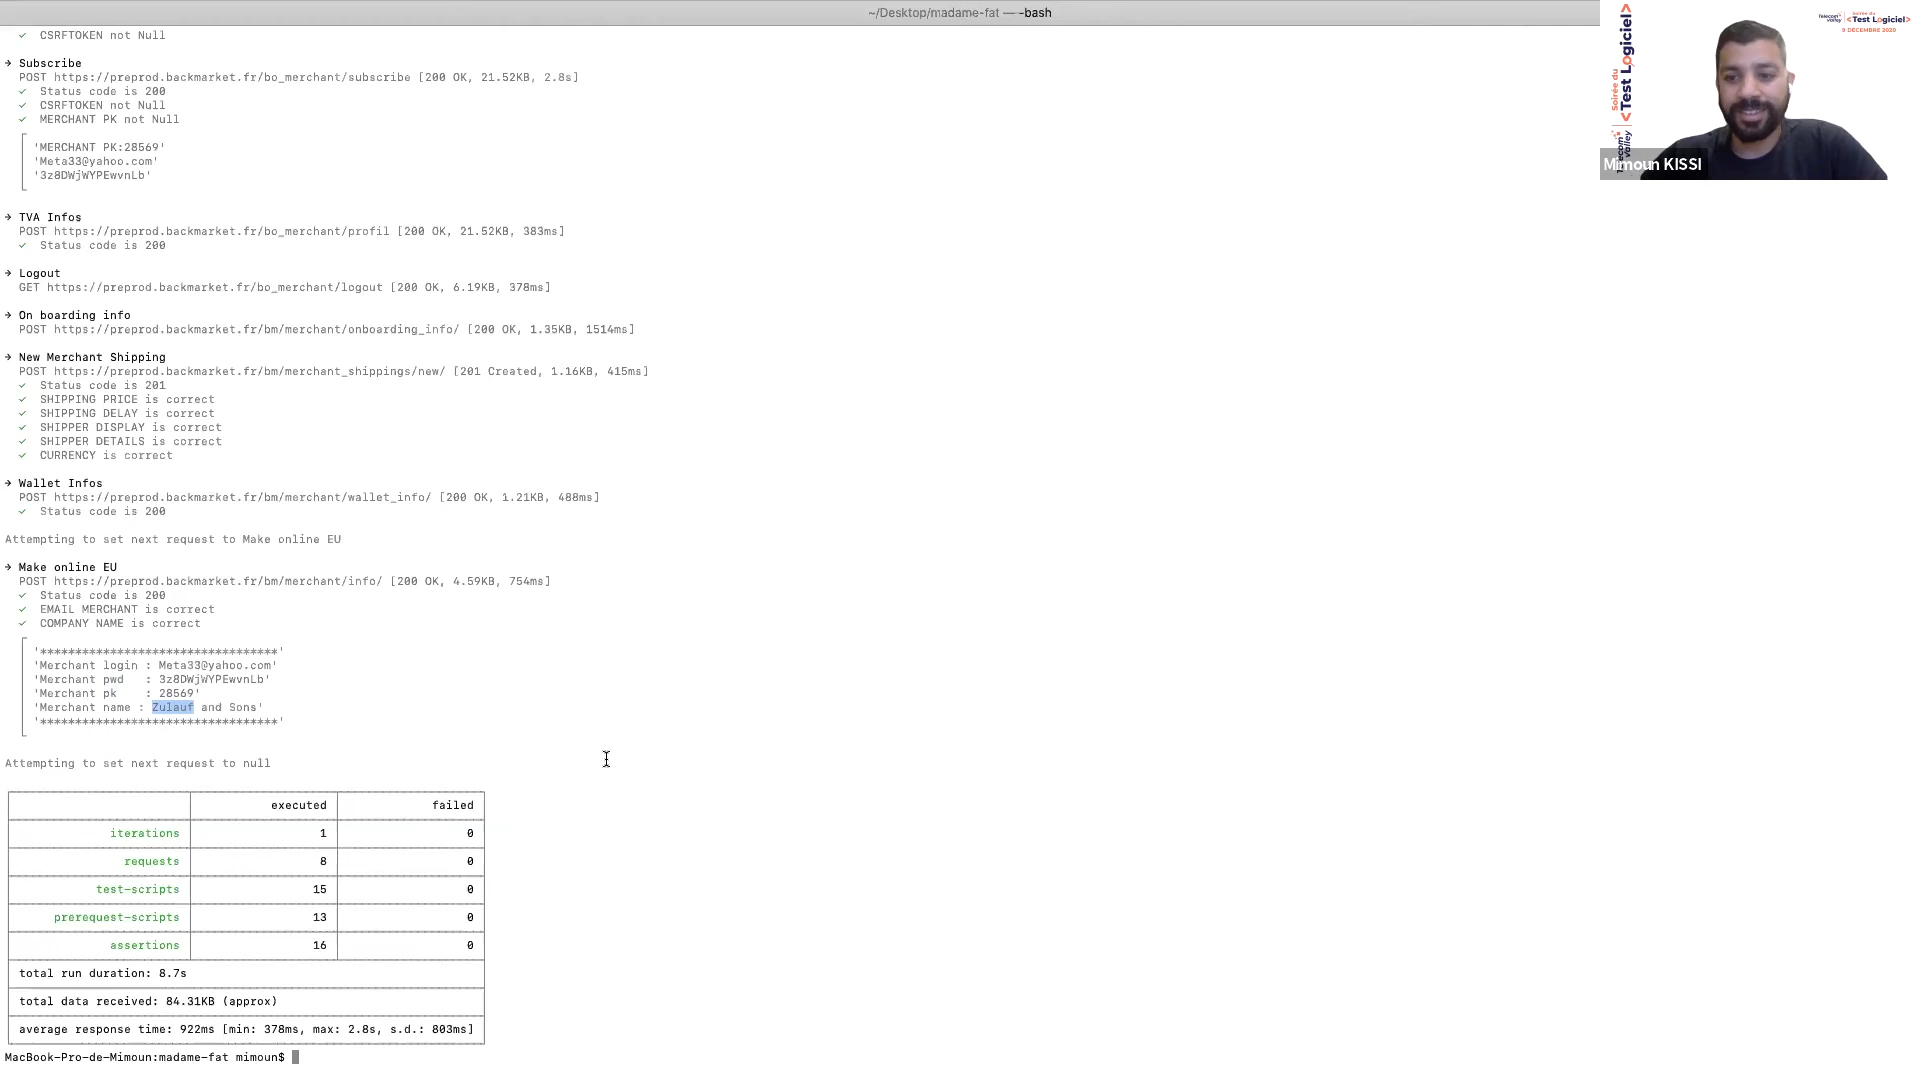 ~/Desktop/madame-fat — -bash
✓ CSRFTOKEN not Null
→ Subscribe
POST https://preprod.backmarket.fr/bo_merchant/subscribe [200 OK, 21.52KB, 2.8s]
✓ Status code is 200
✓ CSRFTOKEN not Null
✓ MERCHANT PK not Null
'MERCHANT PK:28569'
'Meta33@yahoo.com'
'3z8DWjWYPEwvnLb'
→ TVA Infos
POST https://preprod.backmarket.fr/bo_merchant/profil [200 OK, 21.52KB, 383ms]
✓ Status code is 200
→ Logout
GET https://preprod.backmarket.fr/bo_merchant/logout [200 OK, 6.19KB, 378ms]
→ On boarding info
POST https://preprod.backmarket.fr/bm/merchant/onboarding_info/ [200 OK, 1.35KB, 1514ms]
→ New Merchant Shipping
POST https://preprod.backmarket.fr/bm/merchant_shippings/new/ [201 Created, 1.16KB, 415ms]
✓ Status code is 201
✓ SHIPPING PRICE is correct
✓ SHIPPING DELAY is correct
✓ SHIPPER DISPLAY is correct
✓ SHIPPER DETAILS is correct
✓ CURRENCY is correct
→ Wallet Infos
POST https://preprod.backmarket.fr/bm/merchant/wallet_info/ [200 OK, 1.21KB, 488ms]
✓ Status code is 200
Attempting to set next request to Make online EU
→ Make online EU
POST https://preprod.backmarket.fr/bm/merchant/info/ [200 OK, 4.59KB, 754ms]
✓ Status code is 200
✓ EMAIL MERCHANT is correct
✓ COMPANY NAME is correct
'**********************************'
'Merchant login : Meta33@yahoo.com'
'Merchant pwd : 3z8DWjWYPEwvnLb'
'Merchant pk : 28569'
'Merchant name : Zulauf and Sons'
'**********************************'
Attempting to set next request to null
executed failed
iterations 1 0
requests 8 0
test-scripts 15 0
prerequest-scripts 13 0
assertions 16 0
total run duration: 8.7s
total data received: 84.31KB (approx)
average response time: 922ms [min: 378ms, max: 2.8s, s.d.: 803ms]
MacBook-Pro-de-Mimoun:madame-fat mimoun$
Soirée du
<Test Logiciel>
Telecom Valley
Soirée du
<Test Logiciel>
9 DECEMBRE 2020
Telecom Valley
Mimoun KISSI